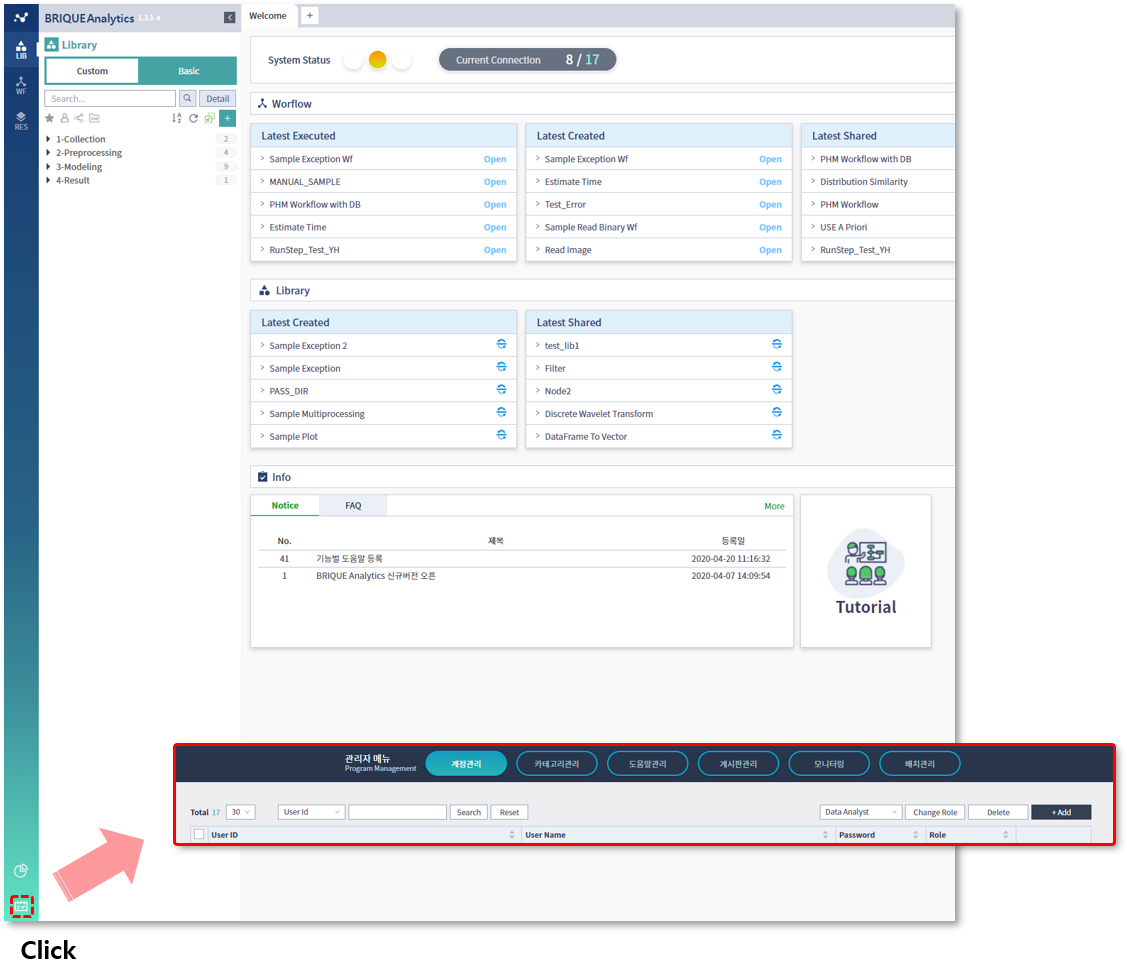 BRIQUE Analytics 1.2.1-a
Welcome
+
LIB
WF
RES
Library
Custom
Basic
Search...
Detail
+
1-Collection 2
2-Preprocessing 4
3-Modeling 9
4-Result 1
System Status
Current Connection 8 / 17
Worflow
Latest Executed
Sample Exception Wf Open
MANUAL_SAMPLE Open
PHM Workflow with DB Open
Estimate Time Open
RunStep_Test_YH Open
Latest Created
Sample Exception Wf Open
Estimate Time Open
Test_Error Open
Sample Read Binary Wf Open
Read Image Open
Latest Shared
PHM Workflow with DB
Distribution Similarity
PHM Workflow
USE A Priori
RunStep_Test_YH
Library
Latest Created
Sample Exception 2
Sample Exception
PASS_DIR
Sample Multiprocessing
Sample Plot
Latest Shared
test_lib1
Filter
Node2
Discrete Wavelet Transform
DataFrame To Vector
Info
Notice FAQ More
No. 제목 등록일
41 기능별 도움말 등록 2020-04-20 11:16:32
1 BRIQUE Analytics 신규버전 오픈 2020-04-07 14:09:54
Tutorial
관리자 메뉴
Program Management
계정관리 카테고리관리 도움말관리 게시판관리 모니터링 배치관리
Total 17 30 User Id Search Reset Data Analyst Change Role Delete + Add
User ID User Name Password Role
Click